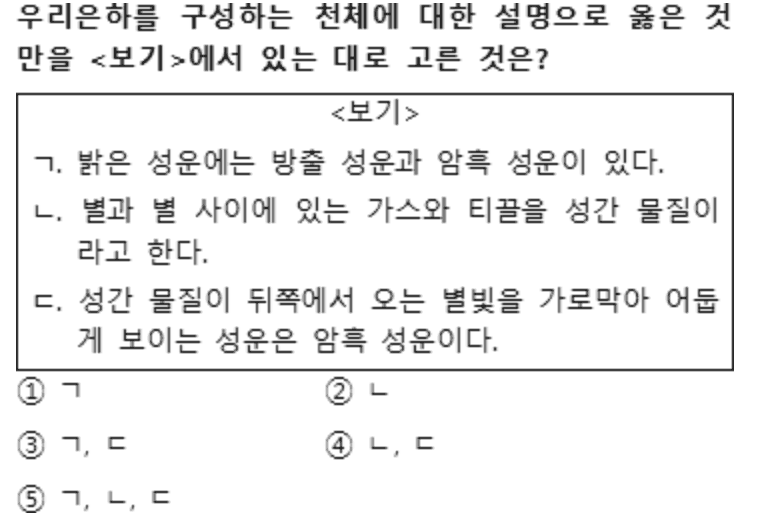 우리은하를 구성하는 천체에 대한 설명으로 옳은 것
만을 <보기>에서 있는 대로 고른 것은?
<보기>
ㄱ. 밝은 성운에는 방출 성운과 암흑 성운이 있다.
ㄴ. 별과 별 사이에 있는 가스와 티끌을 성간 물질이
라고 한다.
ㄷ. 성간 물질이 뒤쪽에서 오는 별빛을 가로막아 어둡
게 보이는 성운은 암흑 성운이다.
① ㄱ ② ㄴ
③ ㄱ, ㄷ ④ ㄴ, ㄷ
⑤ ㄱ, ㄴ, ㄷ